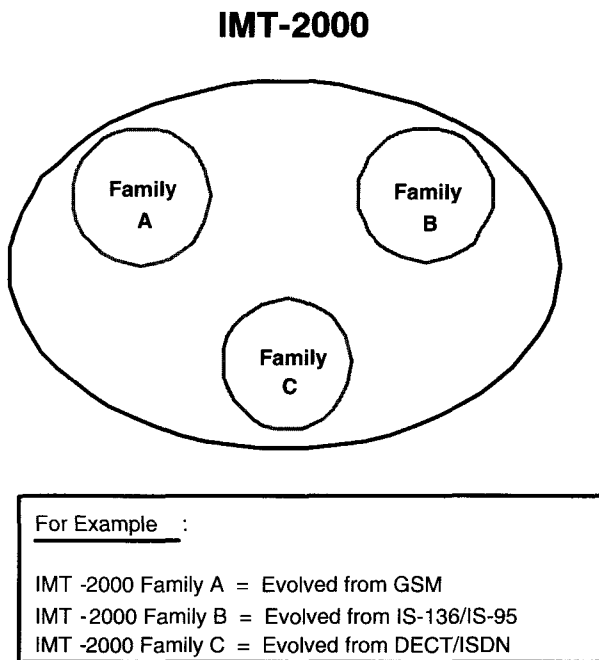 IMT-2000
Family
A
Family
B
Family
C
For Example :
IMT -2000 Family A = Evolved from GSM
IMT -2000 Family B = Evolved from IS-136/IS-95
IMT -2000 Family C = Evolved from DECT/ISDN